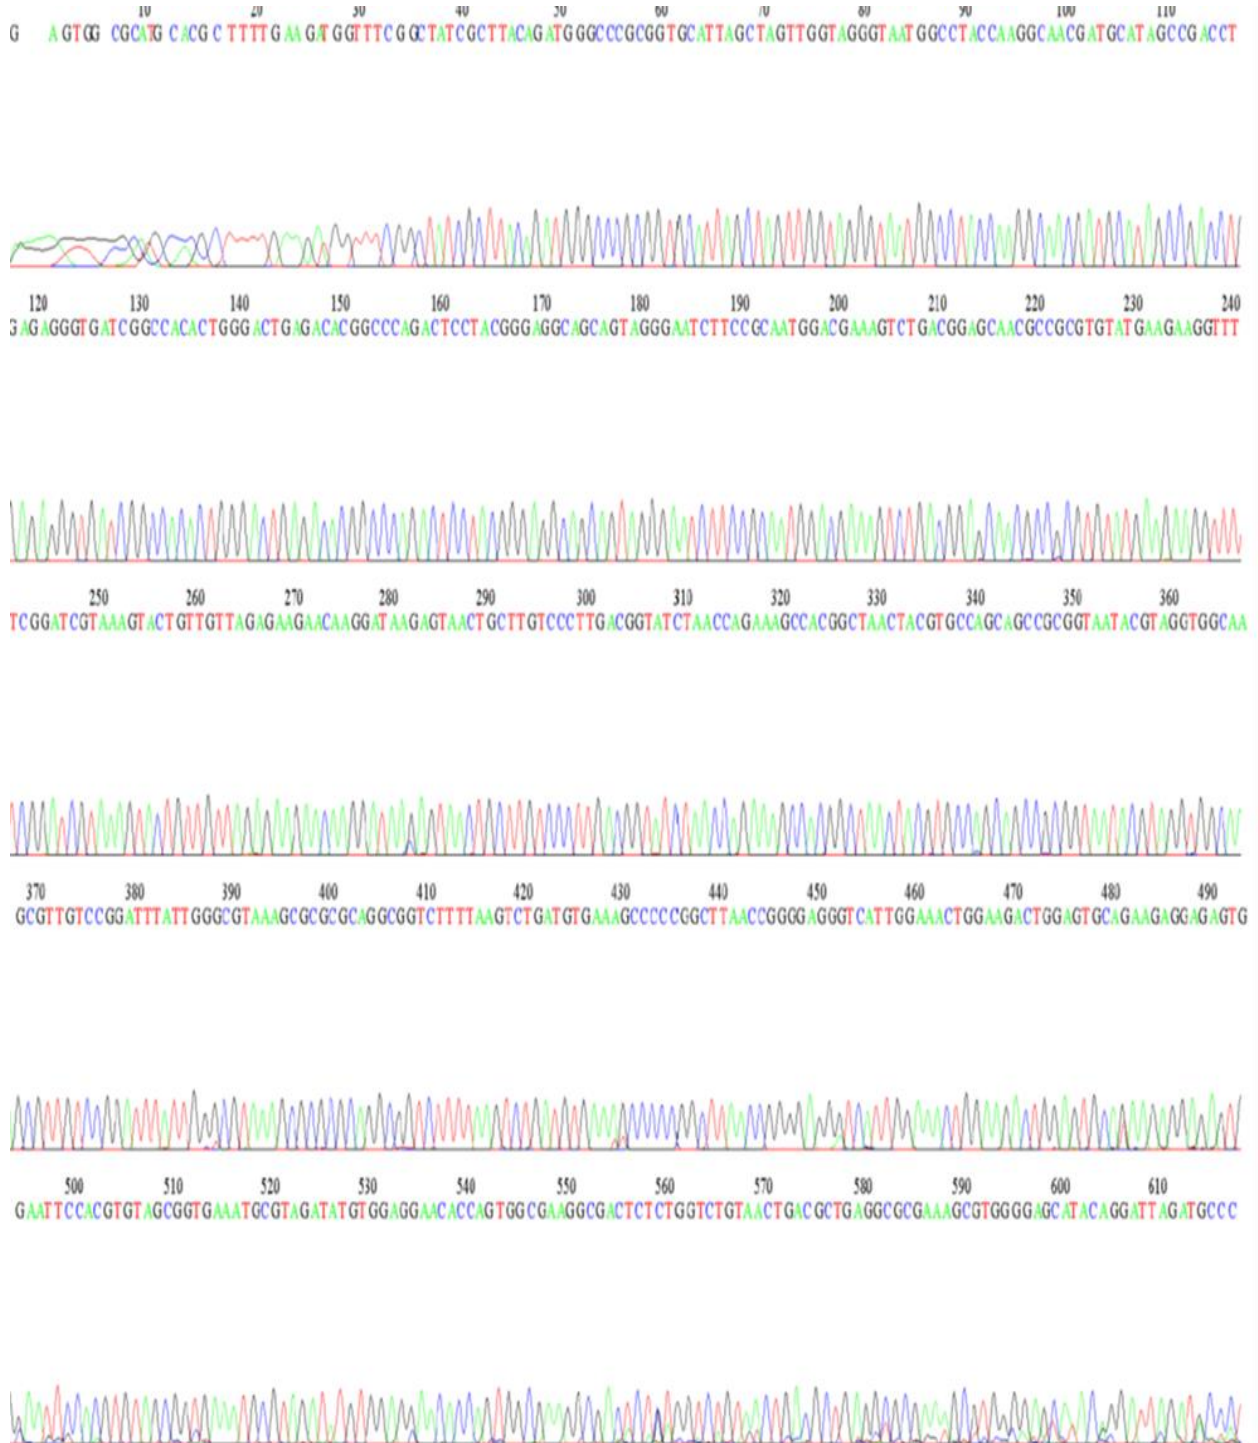 10 20 30 40 50 60 70 80 90 100 110
G AGTGG CGCATG CACGC TTTTG AAGATGGTTTCGGCTATCGCTTACAGATGGGCCCGCGGTGCATTAGCTAGTTGGTAGGGTAATGGCCTACCAAGGCAACGATGCATAGCCGACCT
120 130 140 150 160 170 180 190 200 210 220 230 240
GAGAGGGTGATCGGCCACACTGGGACTGAGACACGGCCCAGACTCCTACGGGAGGCAGCAGTAGGGAATCTTCCGCAATGGACGAAAGTCTGACGGAGCAACGCCGCGTGTATGAAGAAGGTTT
250 260 270 280 290 300 310 320 330 340 350 360
TCGGATCGTAAAGTACTGTTGTTAGAGAAGAACAAGGATAAGAGTAACTGCTTGTCCCTTGACGGTATCTAACCAGAAAGCCACGGCTAACTACGTGCCAGCAGCCGCGGTAATACGTAGGTGGCAA
370 380 390 400 410 420 430 440 450 460 470 480 490
GCGTTGTCCGGATTTATTGGGCGTAAAGCGCGCGCAGGCGGTCTTTTAAGTCTGATGTGAAAGCCCCCGGCTTAACCGGGGAGGGTCATTGGAAACTGGAAGACTGGAGTGCAGAAGAGGAGAGTG
500 510 520 530 540 550 560 570 580 590 600 610
GAATTCCACGTGTAGCGGTGAAATGCGTAGATATGTGGAGGAACACCAGTGGCGAAGGCGACTCTCTGGTCTGTAACTGACGCTGAGGCGCGAAAGCGTGGGGAGCATACAGGATTAGATGCCC